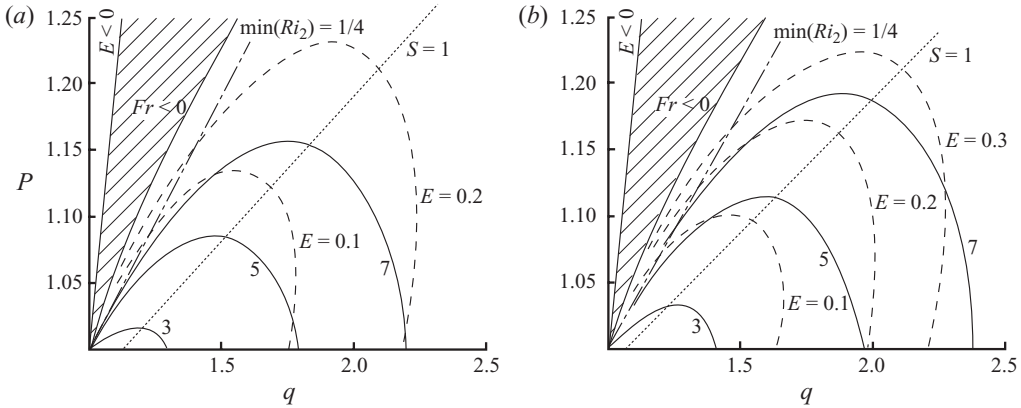 (a)
1.25
1.20
1.15
1.10
1.05
P
E < 0
Fr < 0
min(Ri₂) = 1/4
S = 1
E = 0.2
E = 0.1
3
5
7
1.5
2.0
2.5
q
(b)
1.25
1.20
1.15
1.10
1.05
E < 0
Fr < 0
min(Ri₂) = 1/4
S = 1
E = 0.3
E = 0.2
E = 0.1
3
5
7
1.5
2.0
2.5
q